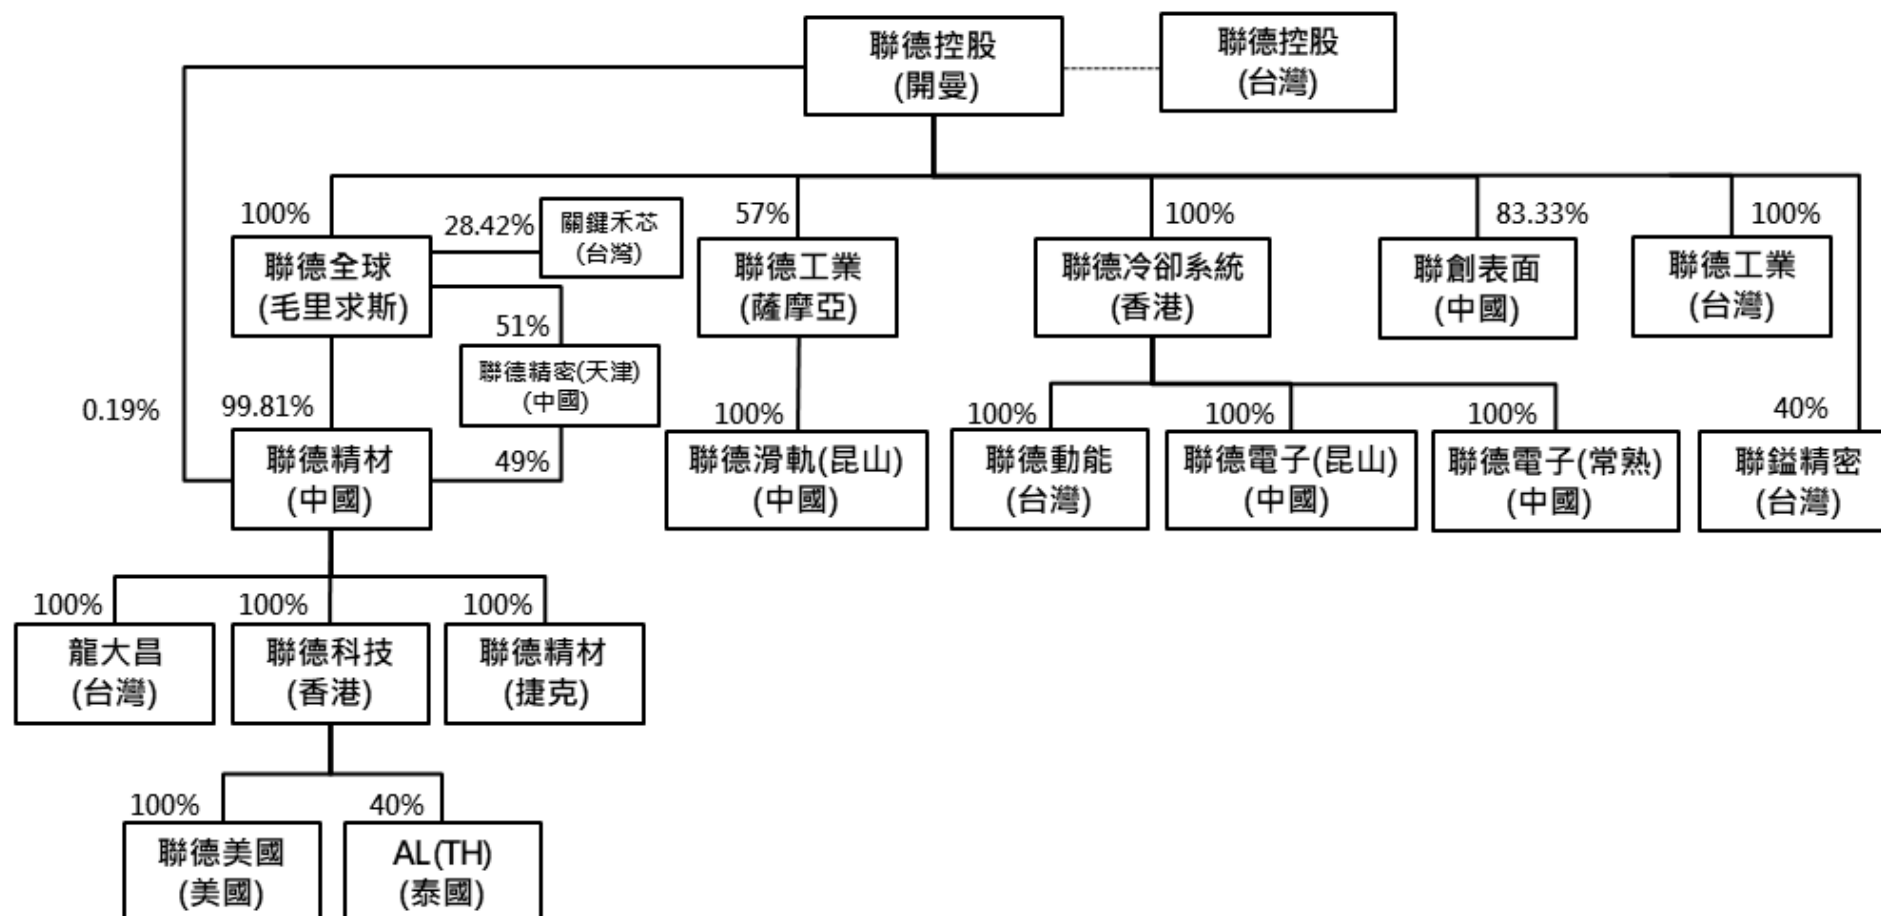 聯德控股
(開曼)
聯德控股
(台灣)
100%
28.42%
關鍵禾芯
(台灣)
57%
100%
83.33%
100%
聯德全球
(毛里求斯)
聯德工業
(薩摩亞)
聯德冷卻系統
(香港)
聯創表面
(中國)
聯德工業
(台灣)
51%
聯德精密(天津)
(中國)
0.19%
99.81%
49%
100%
100%
100%
100%
40%
聯德精材
(中國)
聯德滑軌(昆山)
(中國)
聯德動能
(台灣)
聯德電子(昆山)
(中國)
聯德電子(常熟)
(中國)
聯鎰精密
(台灣)
100%
100%
100%
龍大昌
(台灣)
聯德科技
(香港)
聯德精材
(捷克)
100%
40%
聯德美國
(美國)
AL(TH)
(泰國)